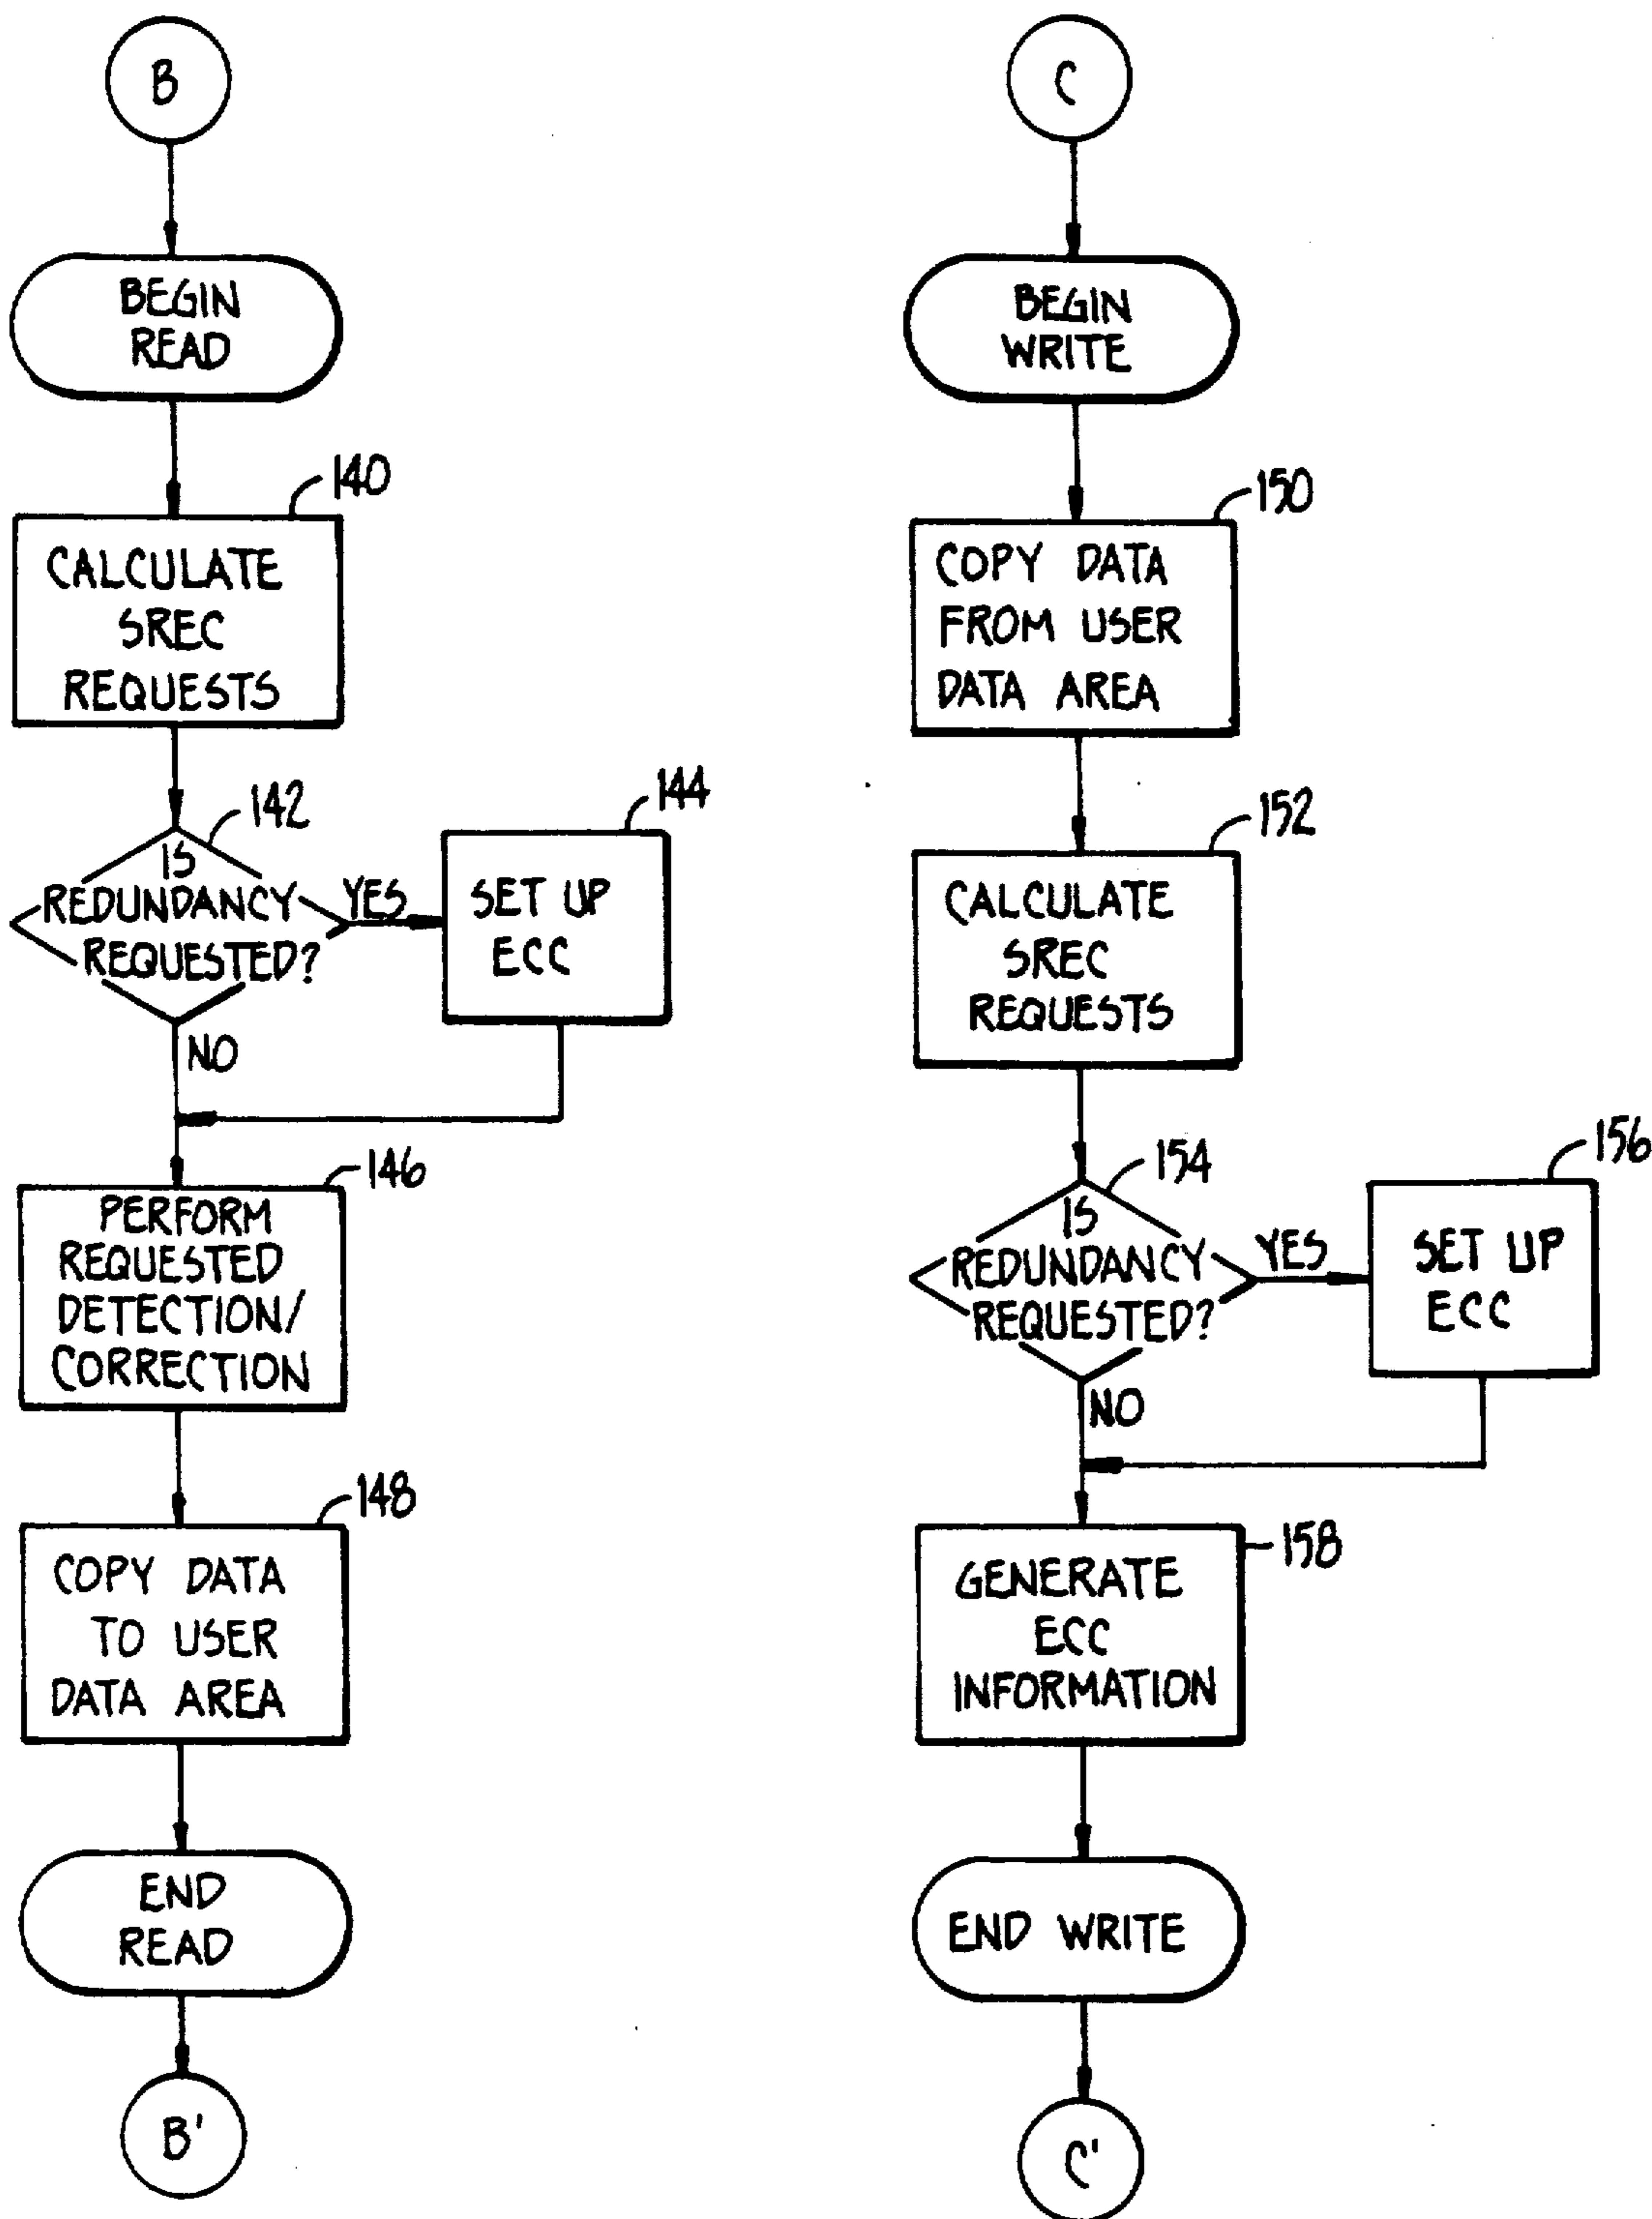 B
BEGIN
READ
140
CALCULATE
SREC
REQUESTS
142
IS
REDUNDANCY
REQUESTED?
YES
144
SET UP
ECC
NO
146
PERFORM
REQUESTED
DETECTION/
CORRECTION
148
COPY DATA
TO USER
DATA AREA
END
READ
B'
C
BEGIN
WRITE
150
COPY DATA
FROM USER
DATA AREA
152
CALCULATE
SREC
REQUESTS
154
IS
REDUNDANCY
REQUESTED?
YES
156
SET UP
ECC
NO
158
GENERATE
ECC
INFORMATION
END WRITE
C'